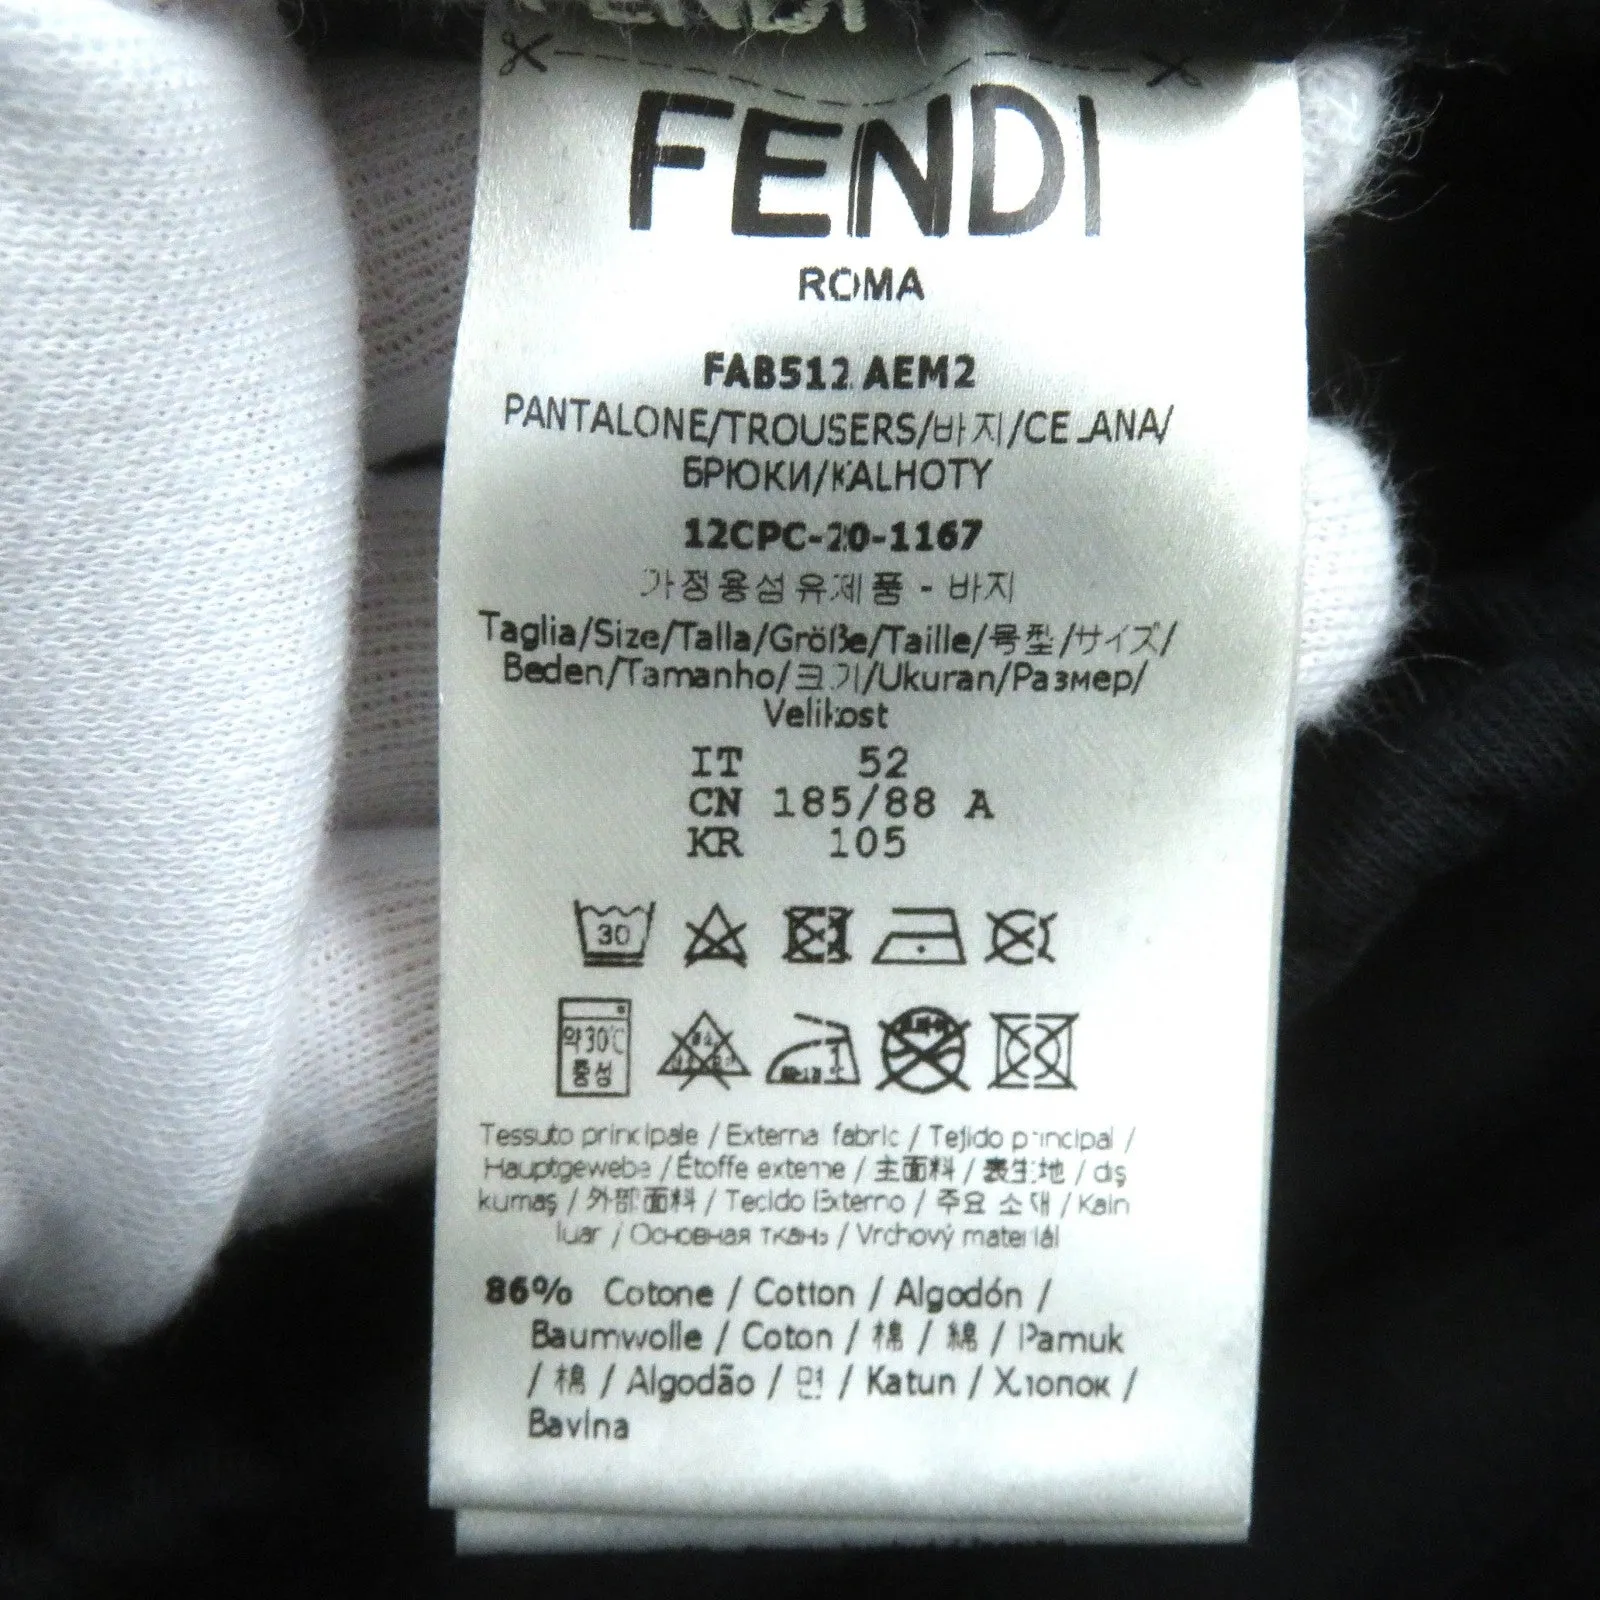 FENDI
FENDI
ROMA
FAB512 AEM2
PANTALONE/TROUSERS/바지/CELANA/
БРЮКИ/KALHOTY
12CPC-20-1167
가정용섬유제품 - 바지
Taglia/Size/Talla/Größe/Taille/号型/サイズ/
Beden/Tamanho/크기/Ukuran/Размер/
Velikost
IT 52
CN 185/88 A
KR 105
30
약30℃
중성
Tessuto principale / External fabric / Tejido principal /
Hauptgewebe / Étoffe externe / 主面料 / 表生地 / dış
kumaş / 外部面料 / Tecido Externo / 주요 소재 / Kain
luar / Основная ткань / Vrchový materiál
86% Cotone / Cotton / Algodón /
Baumwolle / Coton / 棉 / 綿 / Pamuk
/ 棉 / Algodão / 면 / Katun / Хлопок /
Bavlna